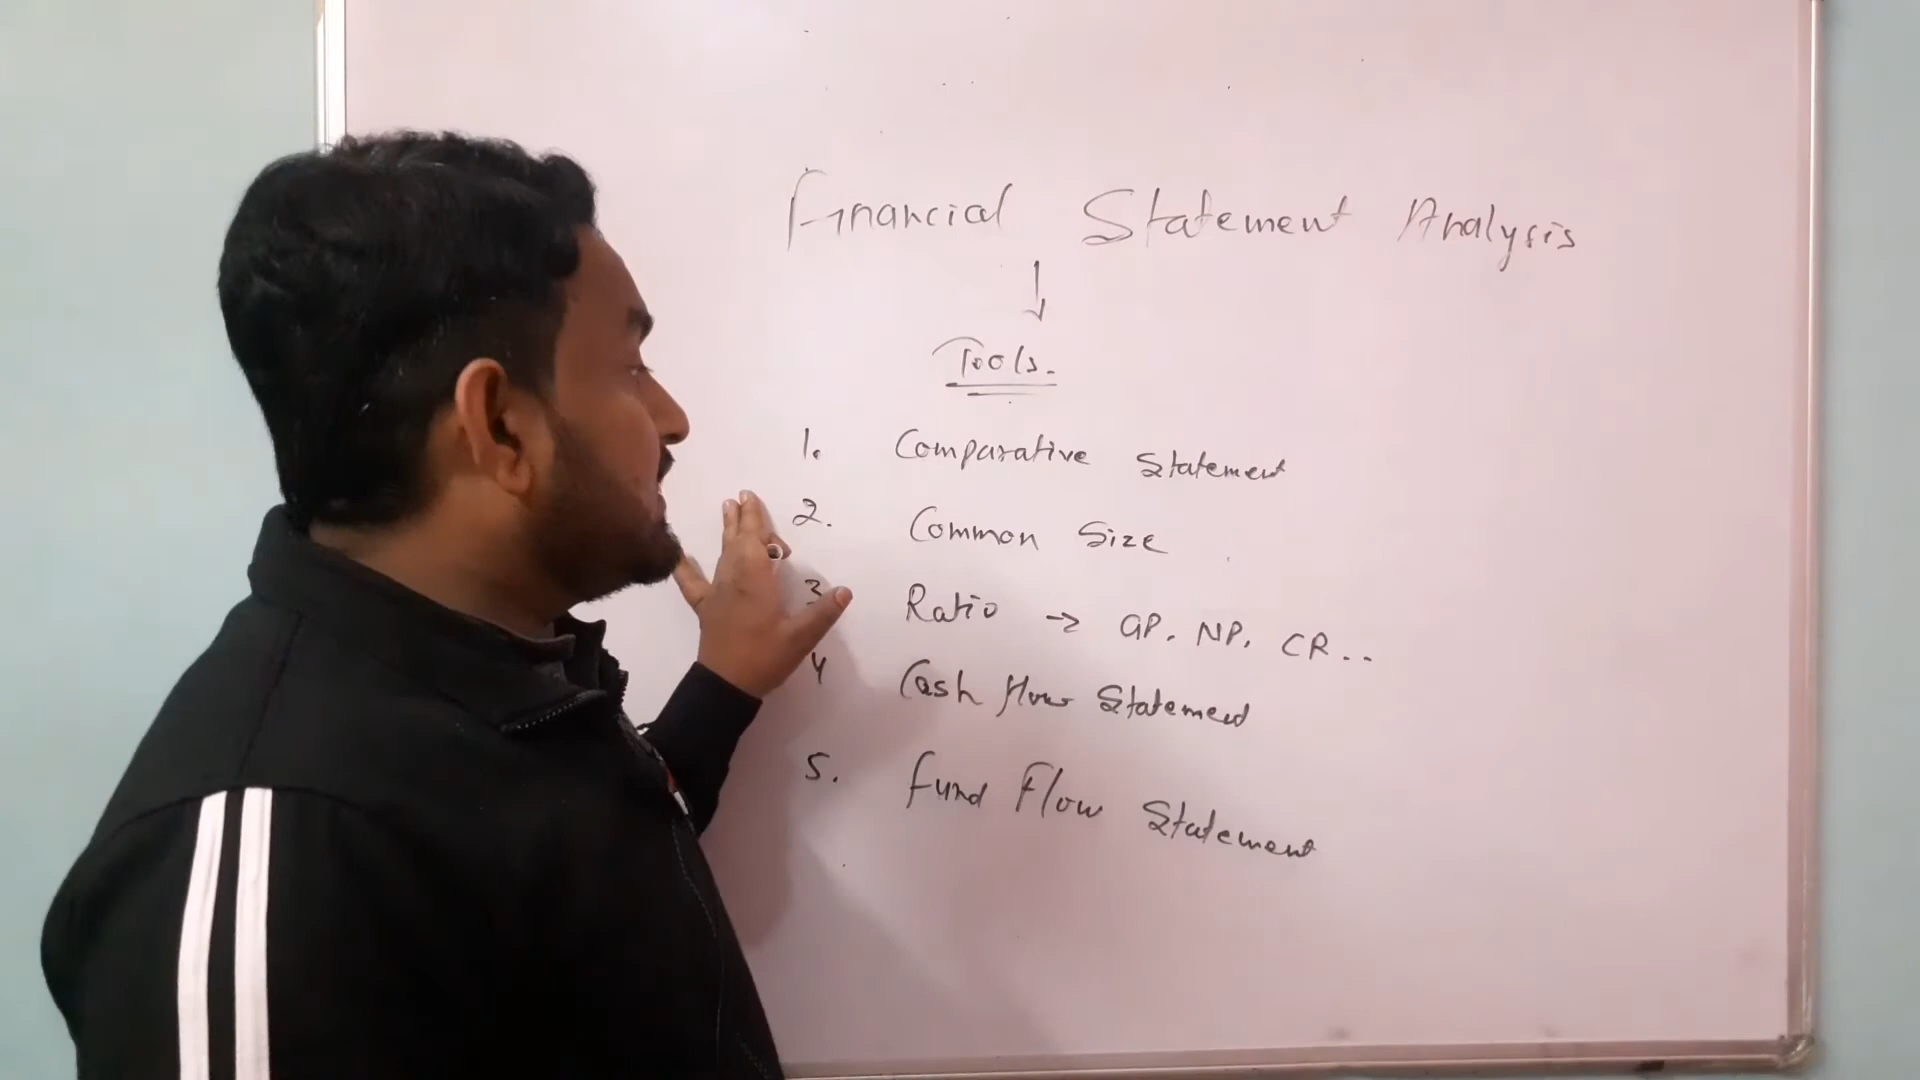 Financial Statement Analysis
↓
Tools.
1. Comparative Statement
2. Common Size
3 Ratio → GP, NP, CR..
4 Cash flow Statement
5. Fund Flow Statement